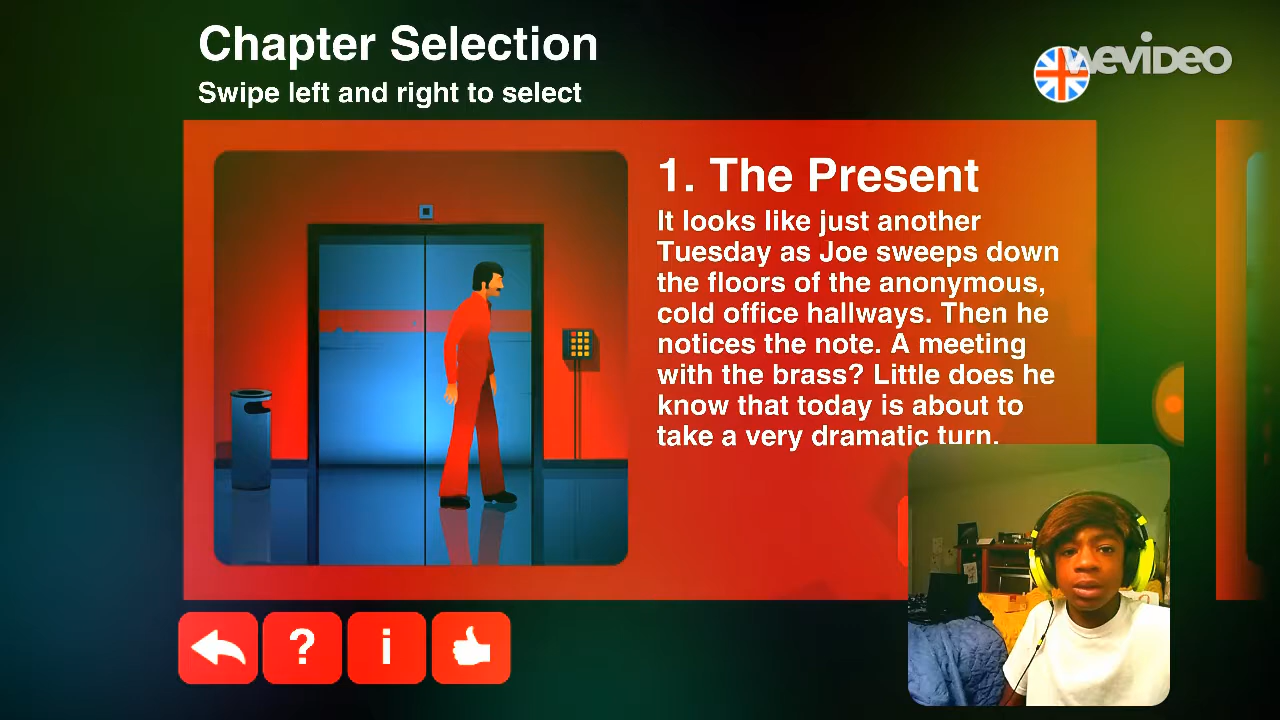 Chapter Selection
Swipe left and right to select
WEVIDEO
1. The Present
It looks like just another
Tuesday as Joe sweeps down
the floors of the anonymous,
cold office hallways. Then he
notices the note. A meeting
with the brass? Little does he
know that today is about to
take a very dramatic turn.
?
i